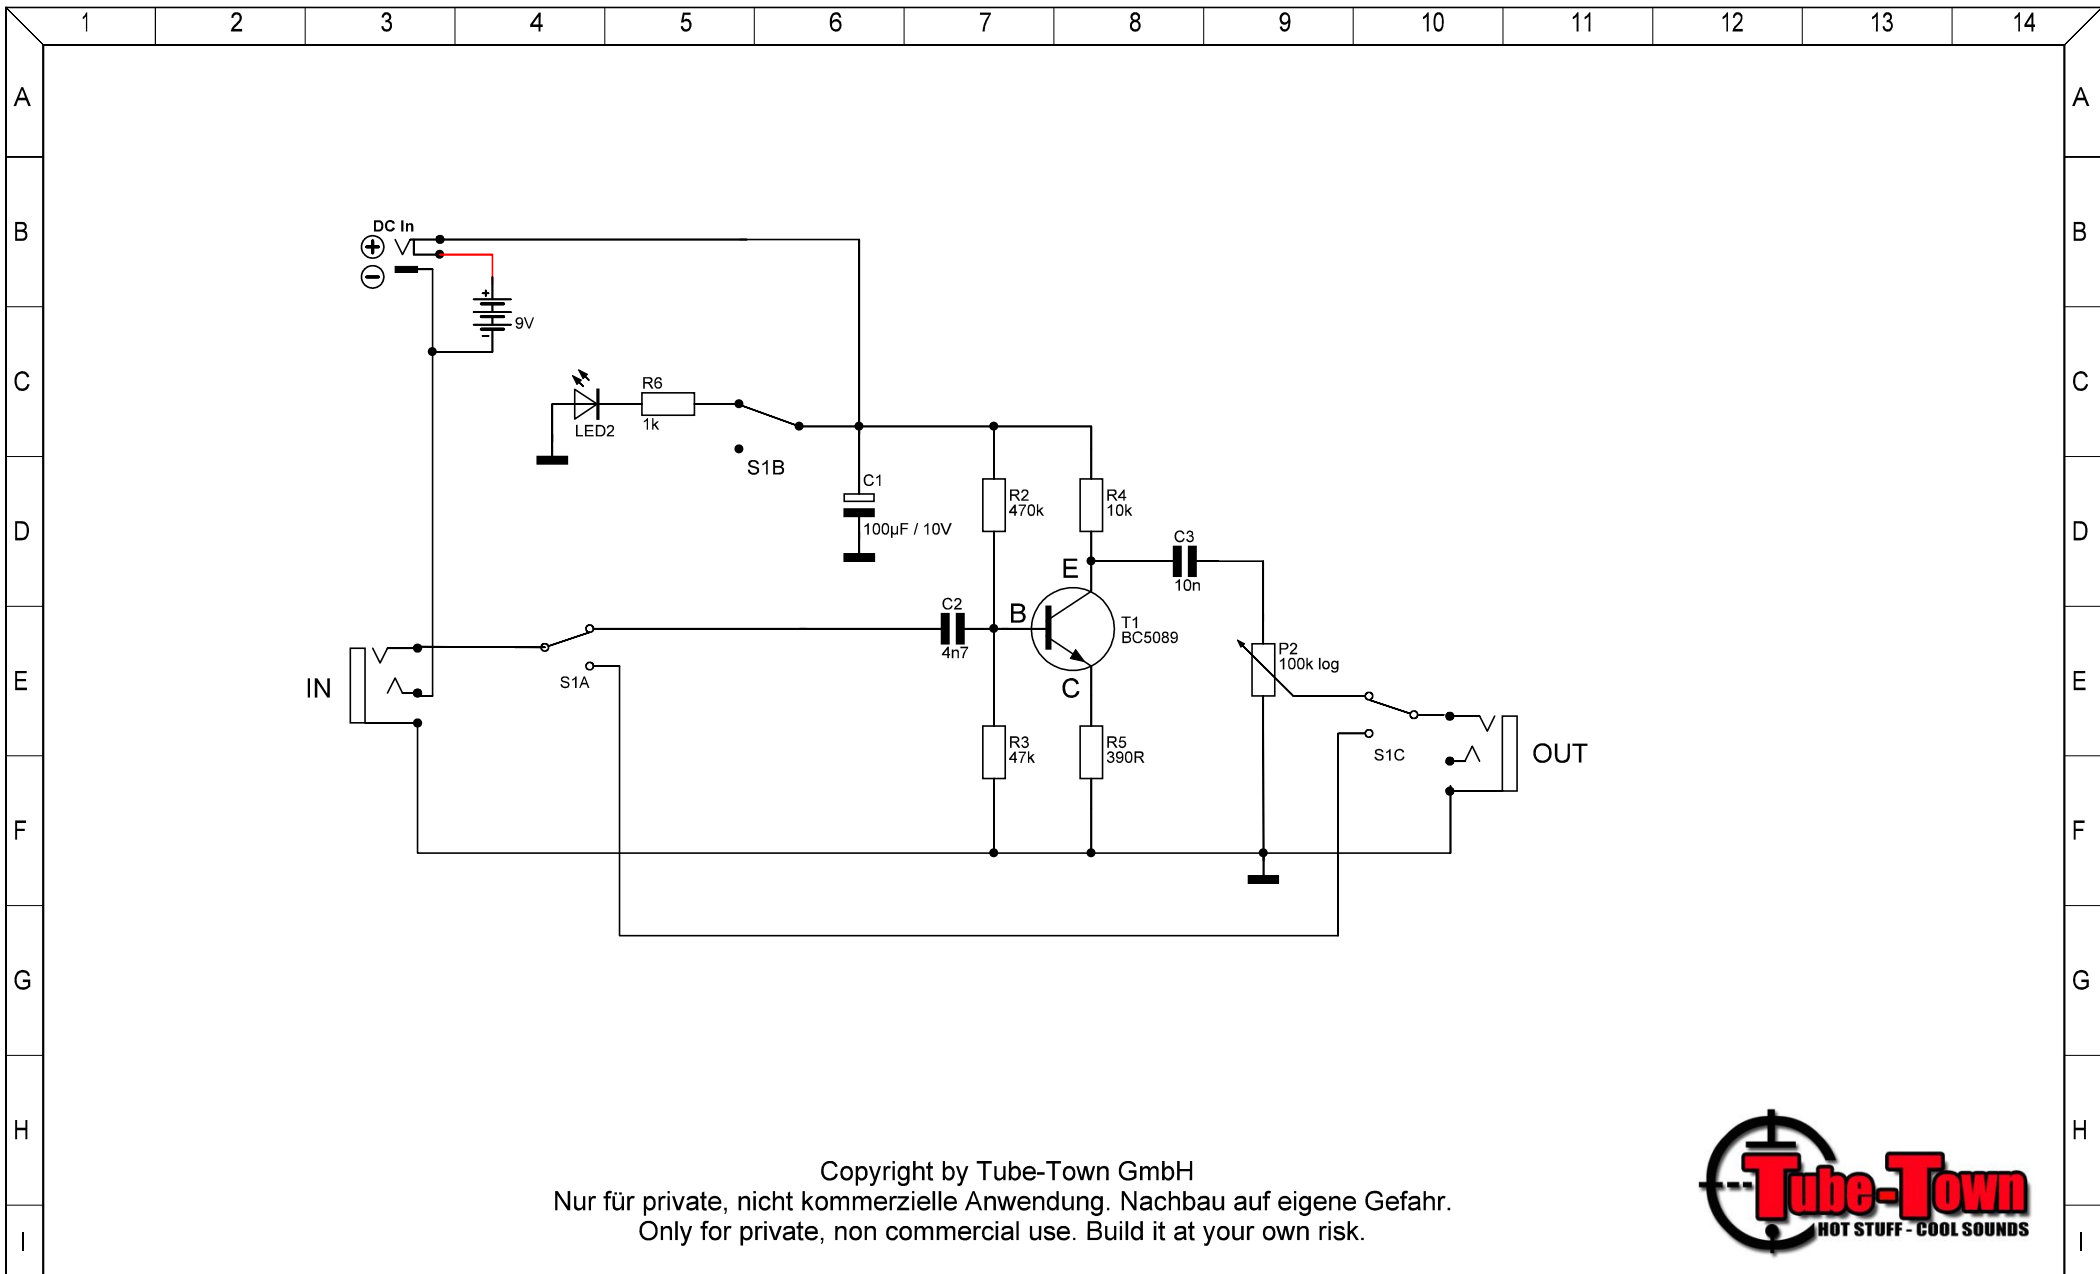 1 2 3 4 5 6 7 8 9 10 11 12 13 14
A A
B B
C C
D D
E E
F F
G G
H H
I I
DC In
+
−
+
9V
−
R6
1k
LED2
S1B
C1
100µF / 10V
R2
470k
R4
10k
E
C3
10n
C2
4n7
B
T1
BC5089
C
IN
S1A
P2
100k log
R3
47k
R5
390R
S1C
OUT
Copyright by Tube-Town GmbH
Nur für private, nicht kommerzielle Anwendung. Nachbau auf eigene Gefahr.
Only for private, non commercial use. Build it at your own risk.
Tube-Town
HOT STUFF - COOL SOUNDS